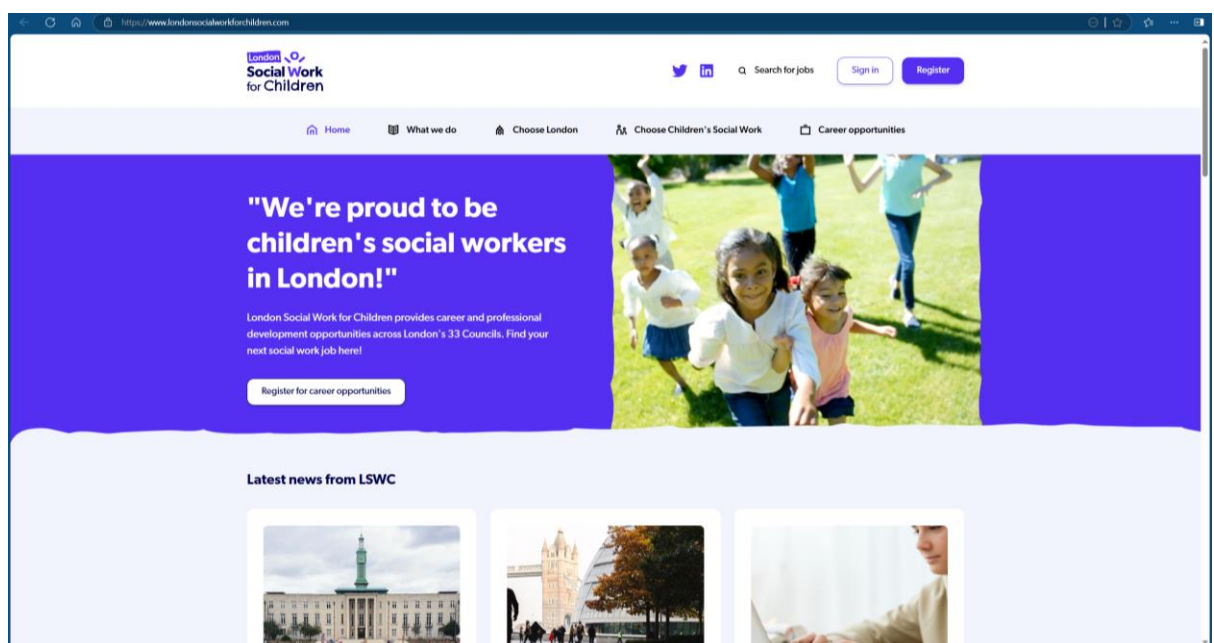 https://www.londonsocialworkforchildren.com
London
Social Work
for Children
Search for jobs
Sign in
Register
Home
What we do
Choose London
Choose Children's Social Work
Career opportunities
"We're proud to be
children's social workers
in London!"
London Social Work for Children provides career and professional
development opportunities across London's 33 Councils. Find your
next social work job here!
Register for career opportunities
Latest news from LSWC